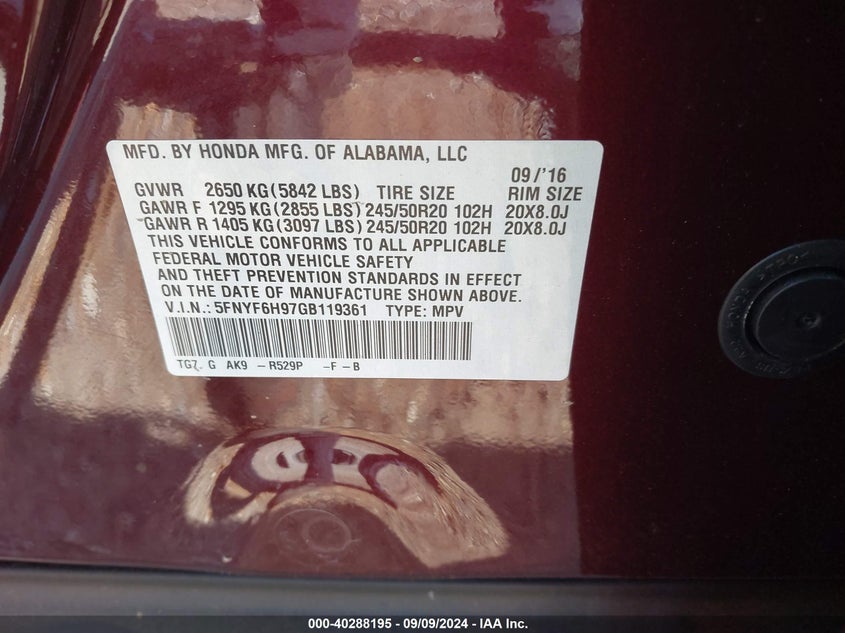 MFD. BY HONDA MFG. OF ALABAMA, LLC
09/'16
GVWR 2650 KG(5842 LBS) TIRE SIZE RIM SIZE
GAWR F 1295 KG(2855 LBS) 245/50R20 102H 20X8.0J
GAWR R 1405 KG(3097 LBS) 245/50R20 102H 20X8.0J
THIS VEHICLE CONFORMS TO ALL APPLICABLE
FEDERAL MOTOR VEHICLE SAFETY
AND THEFT PREVENTION STANDARDS IN EFFECT
ON THE DATE OF MANUFACTURE SHOWN ABOVE.
V.I.N.: 5FNYF6H97GB119361 TYPE: MPV
TG7. G AK9 -R529P -F -B
000-40288195 - 09/09/2024 - IAA Inc.